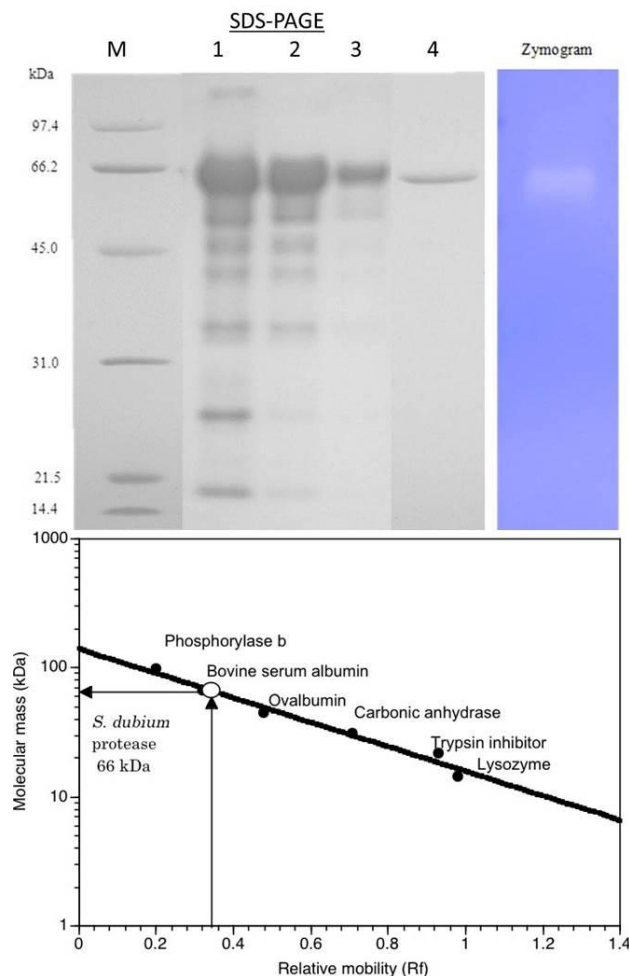 SDS-PAGE
M 1 2 3 4 Zymogram
kDa
97.4
66.2
45.0
31.0
21.5
14.4
1000
100
10
1
Molecular mass (kDa)
Phosphorylase b
Bovine serum albumin
Ovalbumin
Carbonic anhydrase
Trypsin inhibitor
Lysozyme
S. dubium
protease
66 kDa
0 0.2 0.4 0.6 0.8 1 1.2 1.4
Relative mobility (Rf)